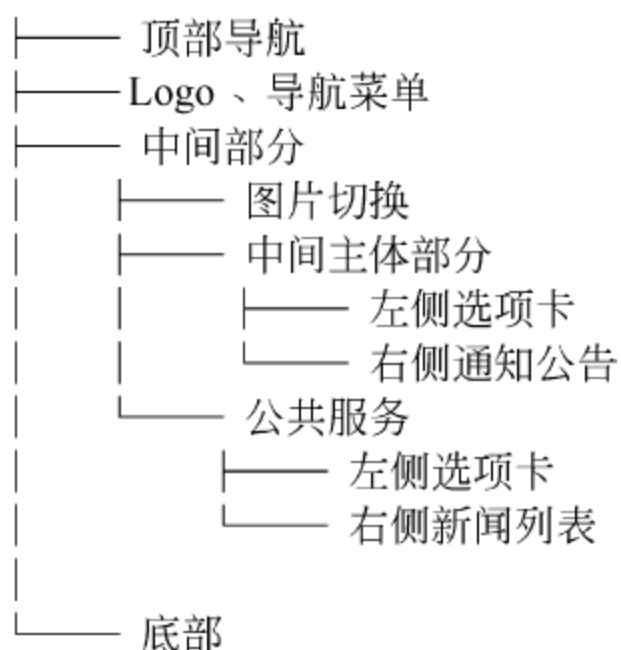 顶部导航
Logo 、导航菜单
中间部分
图片切换
中间主体部分
左侧选项卡
右侧通知公告
公共服务
左侧选项卡
右侧新闻列表
底部